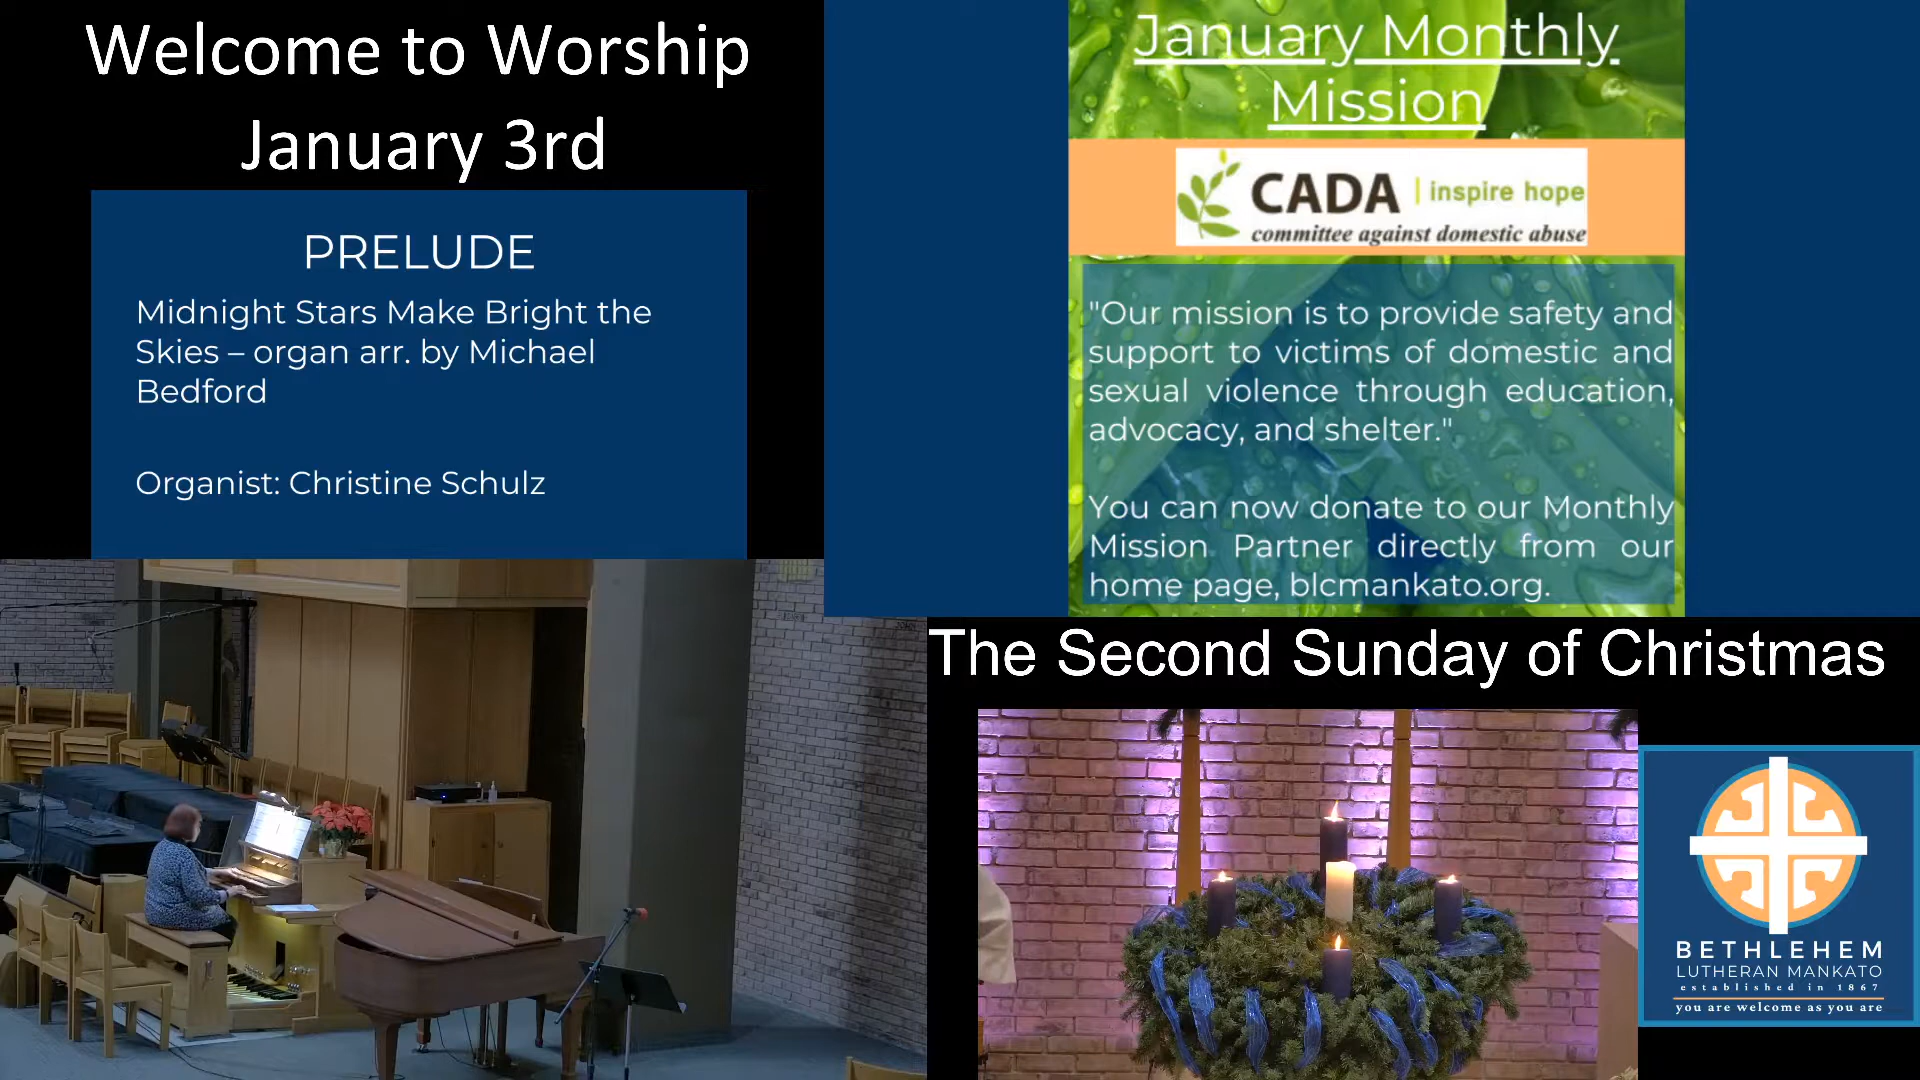 Welcome to Worship
January 3rd
PRELUDE
Midnight Stars Make Bright the
Skies – organ arr. by Michael
Bedford
Organist: Christine Schulz
January Monthly
Mission
CADA | inspire hope
committee against domestic abuse
"Our mission is to provide safety and
support to victims of domestic and
sexual violence through education,
advocacy, and shelter."
You can now donate to our Monthly
Mission Partner directly from our
home page, blcmankato.org.
The Second Sunday of Christmas
BETHLEHEM
LUTHERAN MANKATO
established in 1867
you are welcome as you are